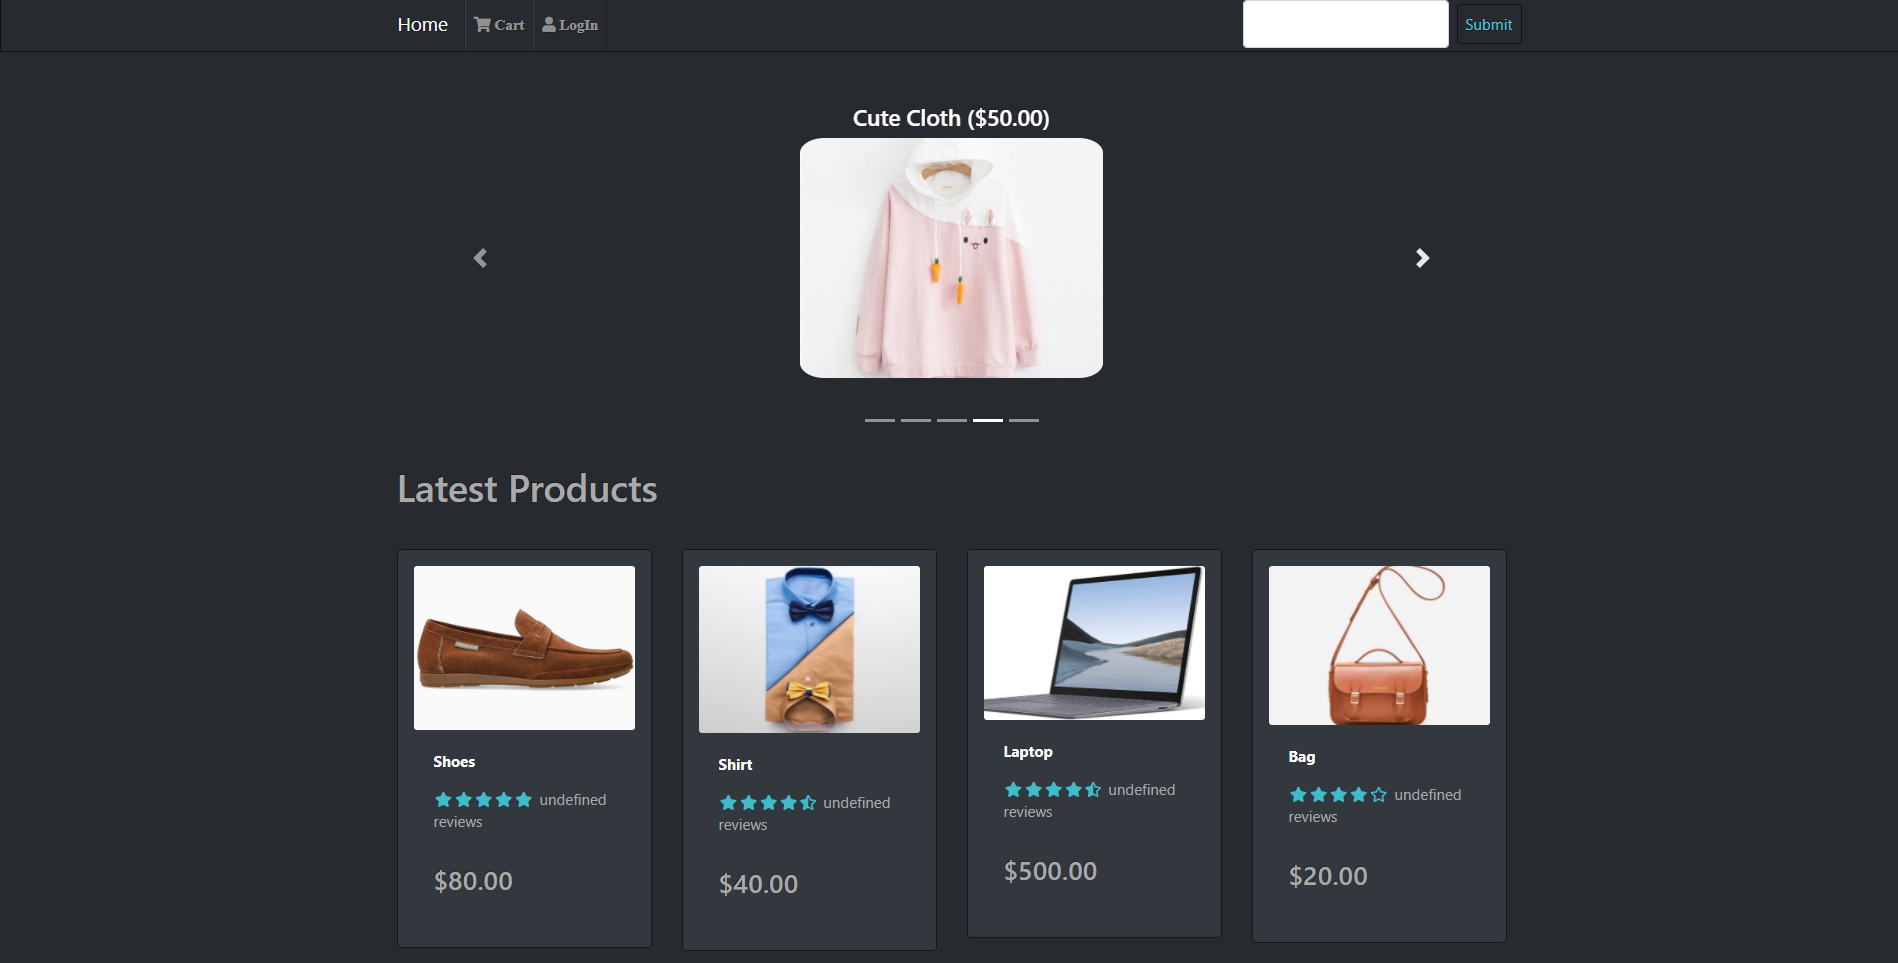 Home
Cart
LogIn
Submit
Cute Cloth ($50.00)
Latest Products
Shoes
undefined
reviews
$80.00
Shirt
undefined
reviews
$40.00
Laptop
undefined
reviews
$500.00
Bag
undefined
reviews
$20.00